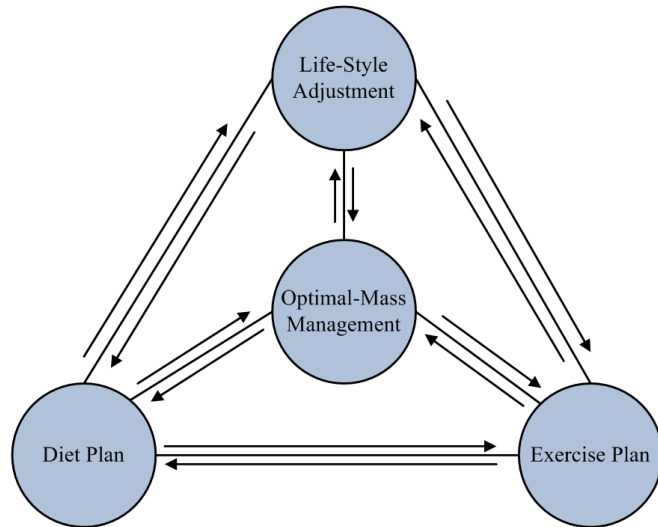 Life-Style
Adjustment
Optimal-Mass
Management
Diet Plan
Exercise Plan